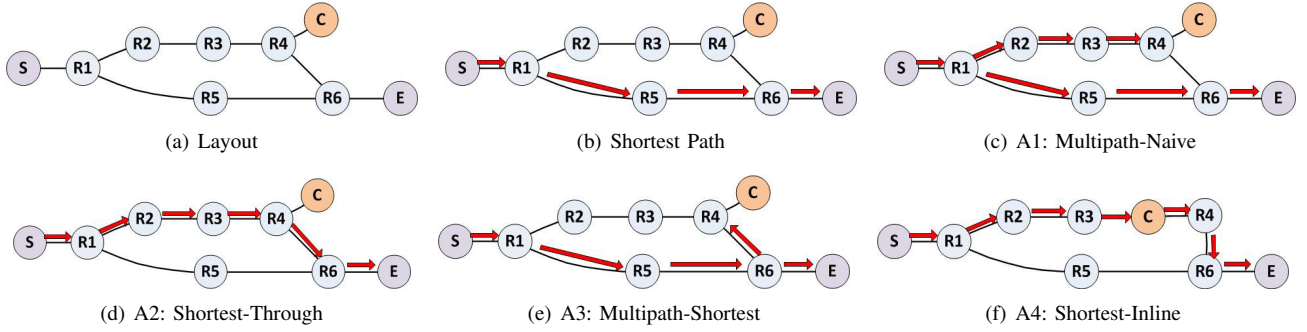 C
R2 R3 R4
S R1
R5 R6 E
(a) Layout
C
R2 R3 R4
S R1
R5 R6 E
(b) Shortest Path
C
R2 R3 R4
S R1
R5 R6 E
(c) A1: Multipath-Naive
C
R2 R3 R4
S R1
R5 R6 E
(d) A2: Shortest-Through
C
R2 R3 R4
S R1
R5 R6 E
(e) A3: Multipath-Shortest
R2 R3 C R4
S R1
R5 R6 E
(f) A4: Shortest-Inline